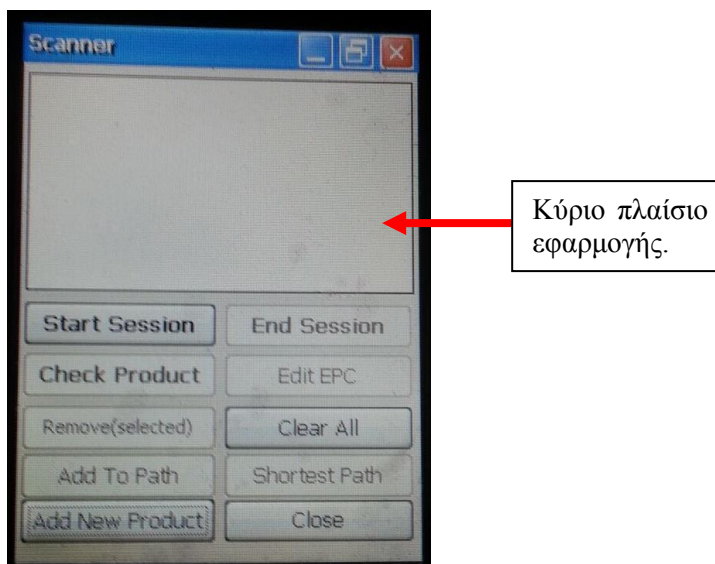 Scanner
Κύριο πλαίσιο
εφαρμογής.
Start Session
End Session
Check Product
Edit EPC
Remove(selected)
Clear All
Add To Path
Shortest Path
Add New Product
Close